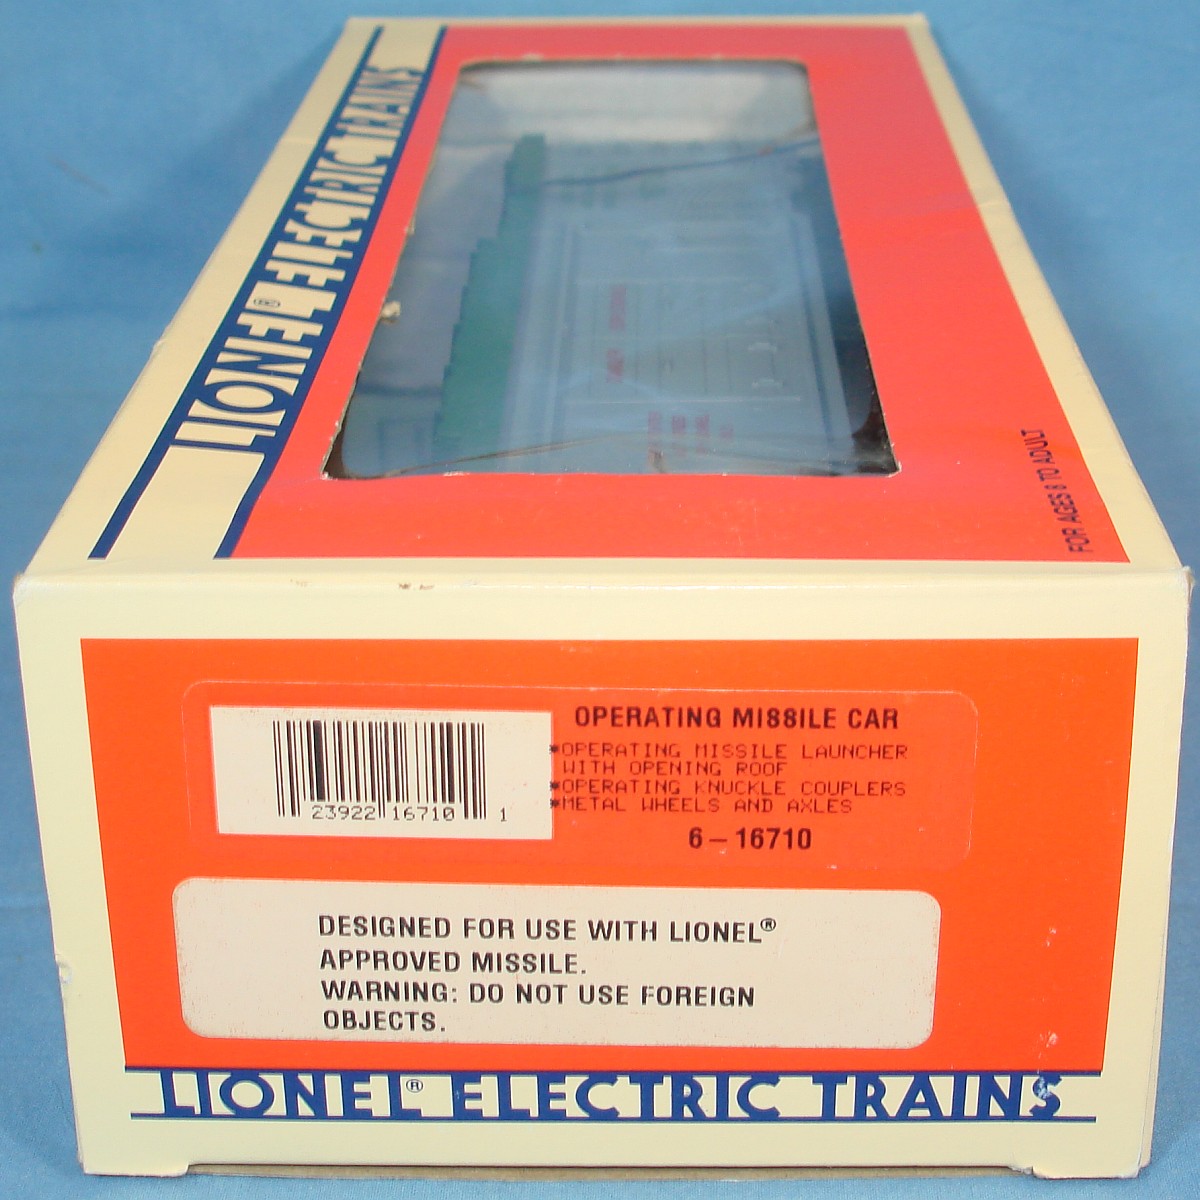 LIONEL® ELECTRIC TRAINS
FOR AGES 8 TO ADULT
OPERATING MISSILE CAR
*OPERATING MISSILE LAUNCHER
WITH OPENING ROOF
*OPERATING KNUCKLE COUPLERS
*METAL WHEELS AND AXLES
6-16710
23922 16710 1
DESIGNED FOR USE WITH LIONEL®
APPROVED MISSILE.
WARNING: DO NOT USE FOREIGN
OBJECTS.
LIONEL® ELECTRIC TRAINS